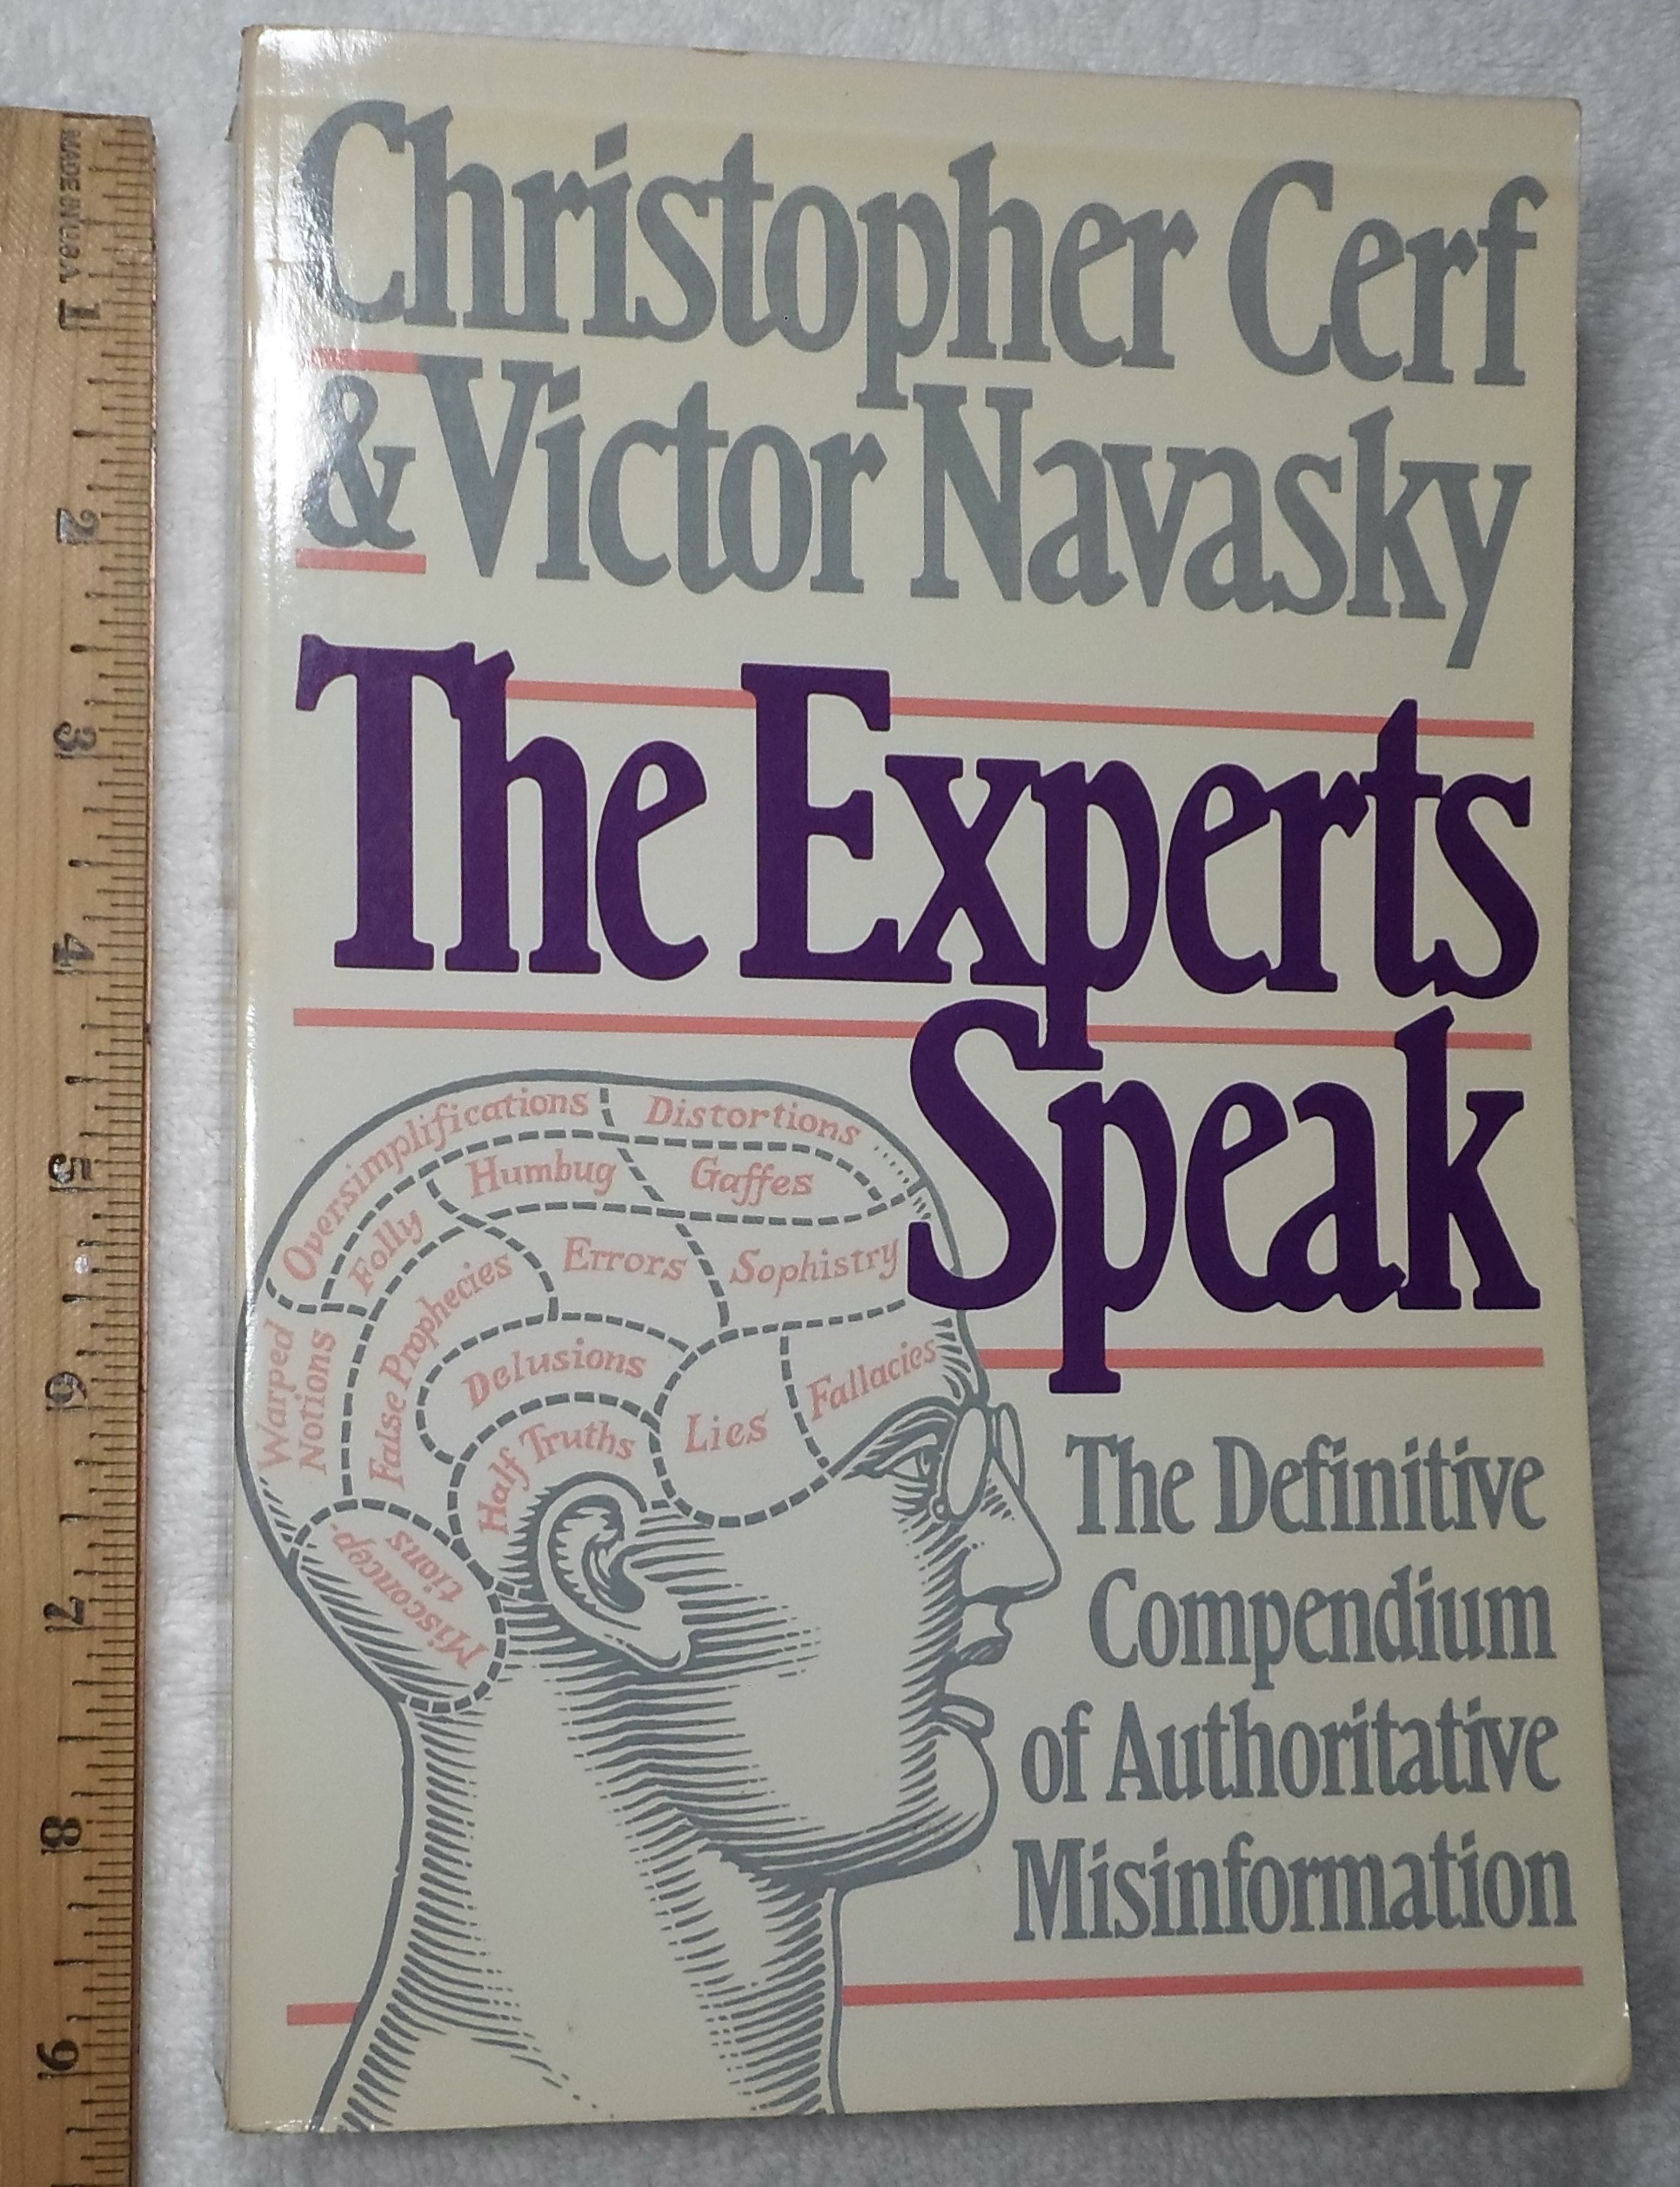 MADE IN U.S.A.
1
2
3
4
5
6
7
8
9
Christopher Cerf
& Victor Navasky
The Experts
Speak
Oversimplifications
Distortions
Humbug
Gaffes
Folly
False Prophecies
Errors
Sophistry
Warped
Notions
Delusions
Half Truths
Lies
Fallacies
Misconcep-
tions
The Definitive
Compendium
of Authoritative
Misinformation